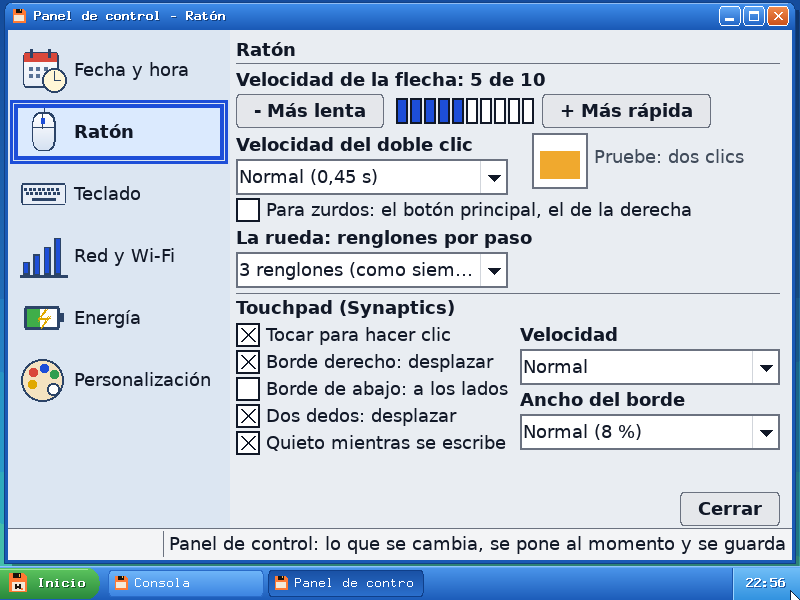 Panel de control - Ratón
Fecha y hora
Ratón
Teclado
Red y Wi-Fi
Energía
Personalización
Ratón
Velocidad de la flecha: 5 de 10
- Más lenta
+ Más rápida
Velocidad del doble clic
Normal (0,45 s)
Pruebe: dos clics
Para zurdos: el botón principal, el de la derecha
La rueda: renglones por paso
3 renglones (como siem...
Touchpad (Synaptics)
Tocar para hacer clic
Borde derecho: desplazar
Borde de abajo: a los lados
Dos dedos: desplazar
Quieto mientras se escribe
Velocidad
Normal
Ancho del borde
Normal (8 %)
Cerrar
Panel de control: lo que se cambia, se pone al momento y se guarda
Inicio
Consola
Panel de contro
22:56